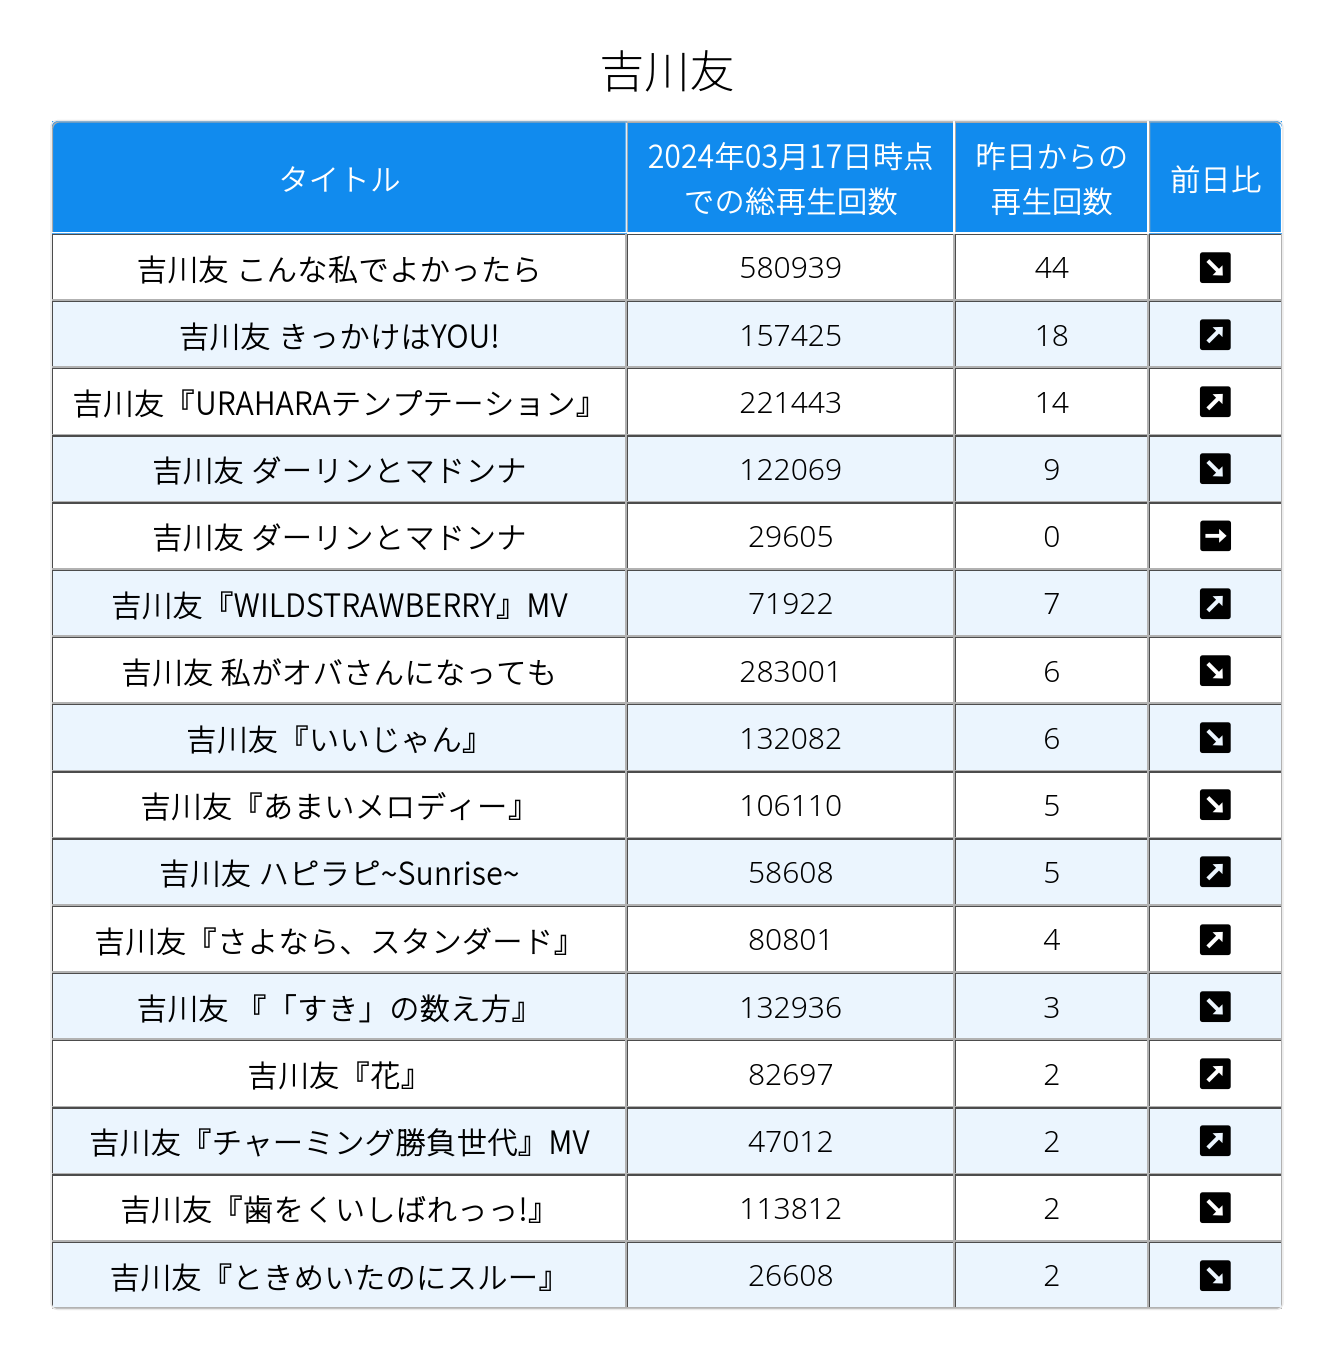 吉川友
タイトル 2024年03月17日時点での総再生回数 昨日からの再生回数 前日比
吉川友 こんな私でよかったら 580939 44 ↘
吉川友 きっかけはYOU! 157425 18 ↗
吉川友『URAHARAテンプテーション』 221443 14 ↗
吉川友 ダーリンとマドンナ 122069 9 ↘
吉川友 ダーリンとマドンナ 29605 0 →
吉川友『WILDSTRAWBERRY』MV 71922 7 ↗
吉川友 私がオバさんになっても 283001 6 ↘
吉川友『いいじゃん』 132082 6 ↘
吉川友『あまいメロディー』 106110 5 ↘
吉川友 ハピラピ~Sunrise~ 58608 5 ↗
吉川友『さよなら、スタンダード』 80801 4 ↗
吉川友 『「すき」の数え方』 132936 3 ↘
吉川友『花』 82697 2 ↗
吉川友『チャーミング勝負世代』MV 47012 2 ↗
吉川友『歯をくいしばれっっ!』 113812 2 ↘
吉川友『ときめいたのにスルー』 26608 2 ↘